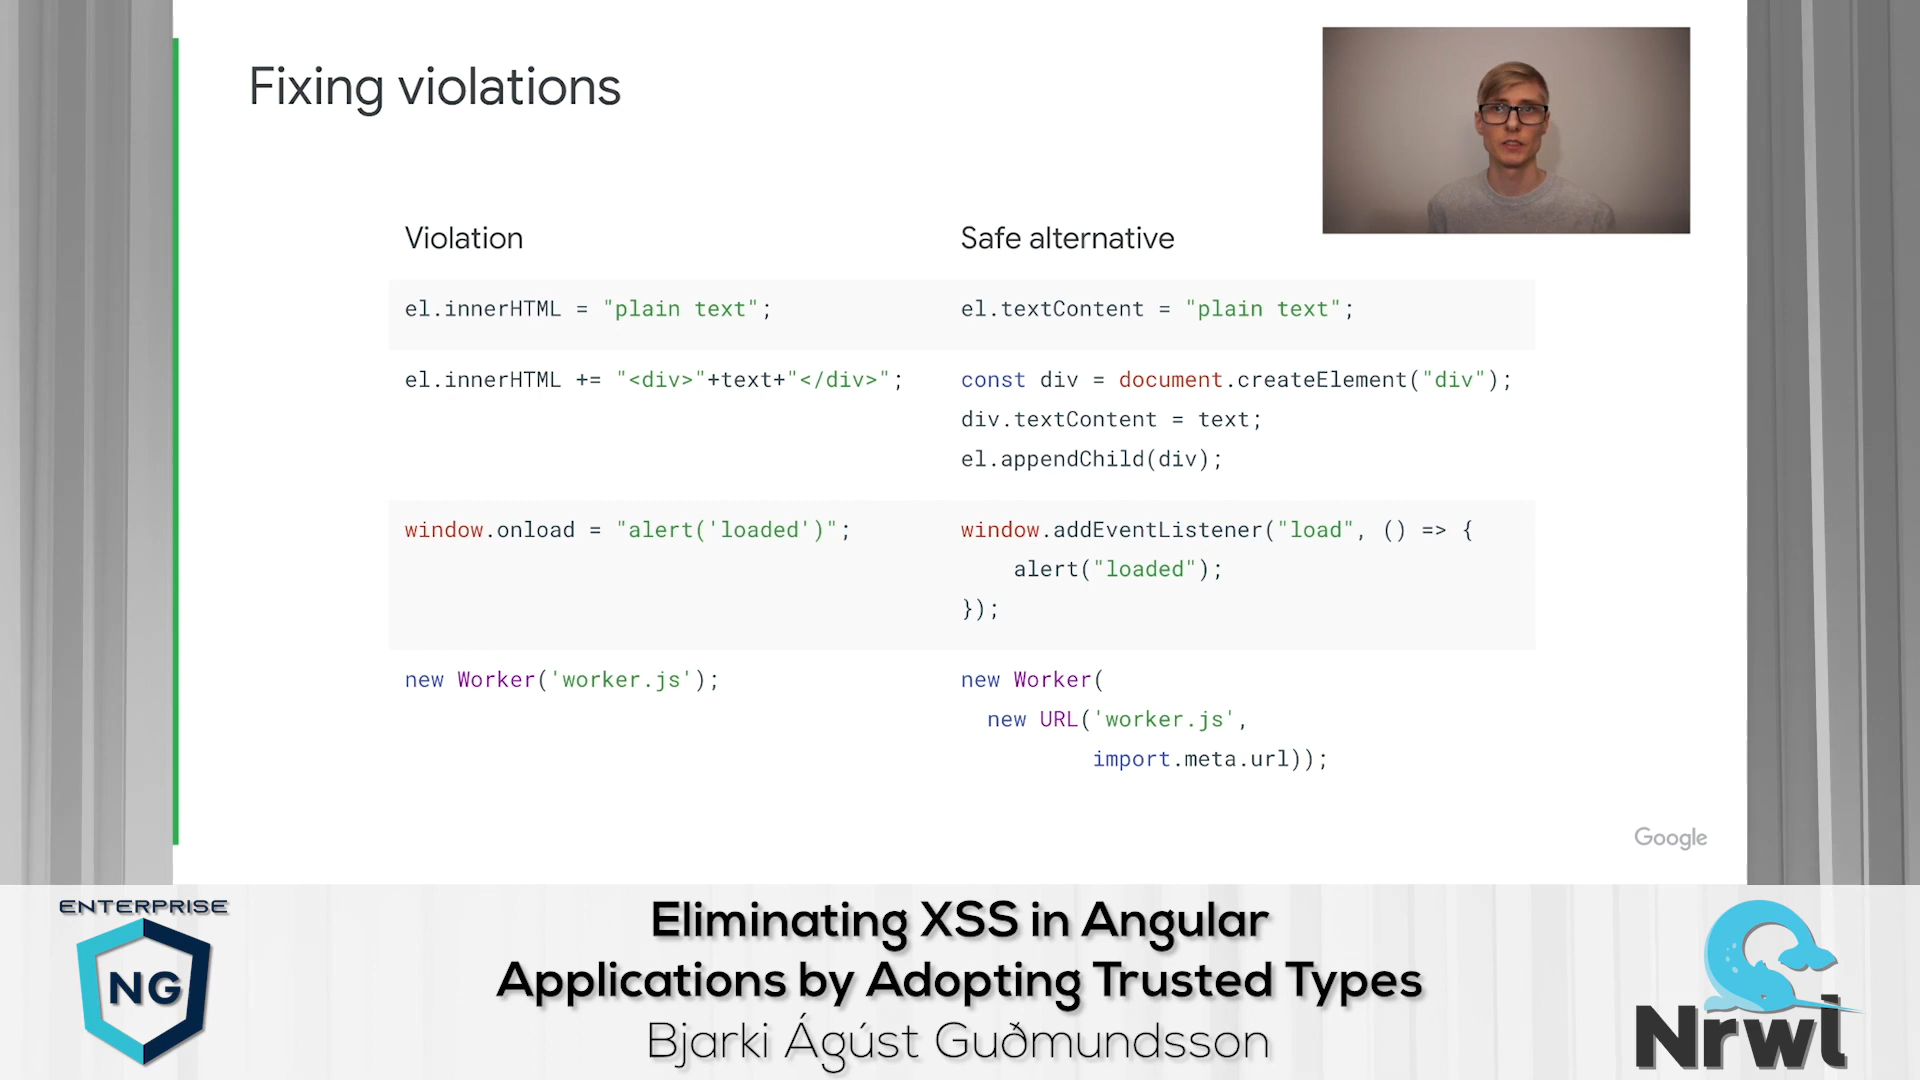 Fixing violations
Violation
Safe alternative
el.innerHTML = "plain text";
el.textContent = "plain text";
el.innerHTML += "<div>"+text+"</div>";
const div = document.createElement("div");
div.textContent = text;
el.appendChild(div);
window.onload = "alert('loaded')";
window.addEventListener("load", () => {
    alert("loaded");
});
new Worker('worker.js');
new Worker(
  new URL('worker.js',
          import.meta.url));
Google
ENTERPRISE
NG
Eliminating XSS in Angular
Applications by Adopting Trusted Types
Bjarki Ágúst Guðmundsson
Nrwl